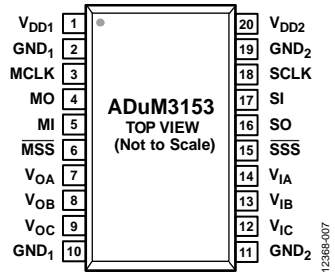 VDD1 1 20 VDD2
GND1 2 19 GND2
MCLK 3 18 SCLK
MO 4 17 SI
MI 5 16 SO
MSS 6 15 SSS
VOA 7 14 VIA
VOB 8 13 VIB
VOC 9 12 VIC
GND1 10 11 GND2
ADuM3153
TOP VIEW
(Not to Scale)
12368-007